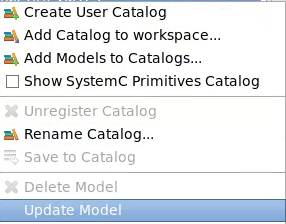 Create User Catalog
Add Catalog to workspace...
Add Models to Catalogs...
Show SystemC Primitives Catalog
Unregister Catalog
Rename Catalog...
Save to Catalog
Delete Model
Update Model